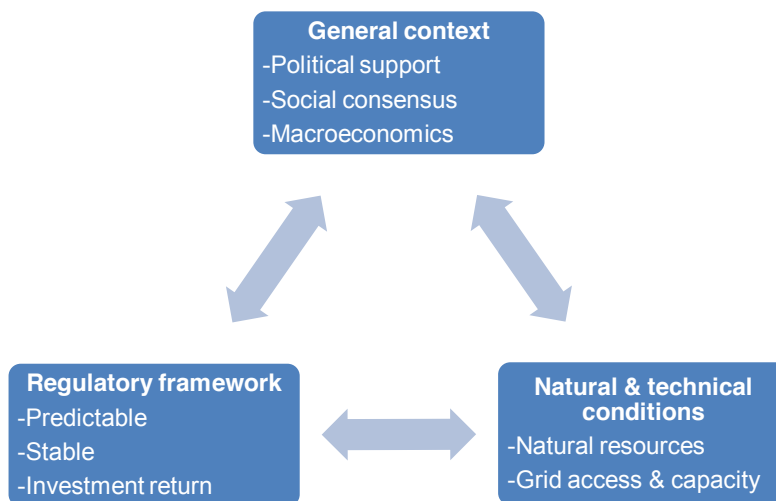 General context
-Political support
-Social consensus
-Macroeconomics
Regulatory framework
-Predictable
-Stable
-Investment return
Natural & technical
conditions
-Natural resources
-Grid access & capacity